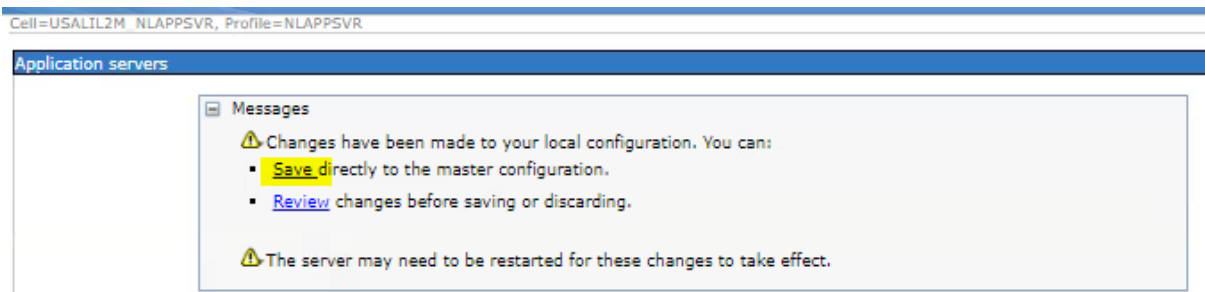 Cell=USALIL2M_NLAPPSVR, Profile=NLAPPSVR
Application servers
Messages
Changes have been made to your local configuration. You can:
Save directly to the master configuration.
Review changes before saving or discarding.
The server may need to be restarted for these changes to take effect.